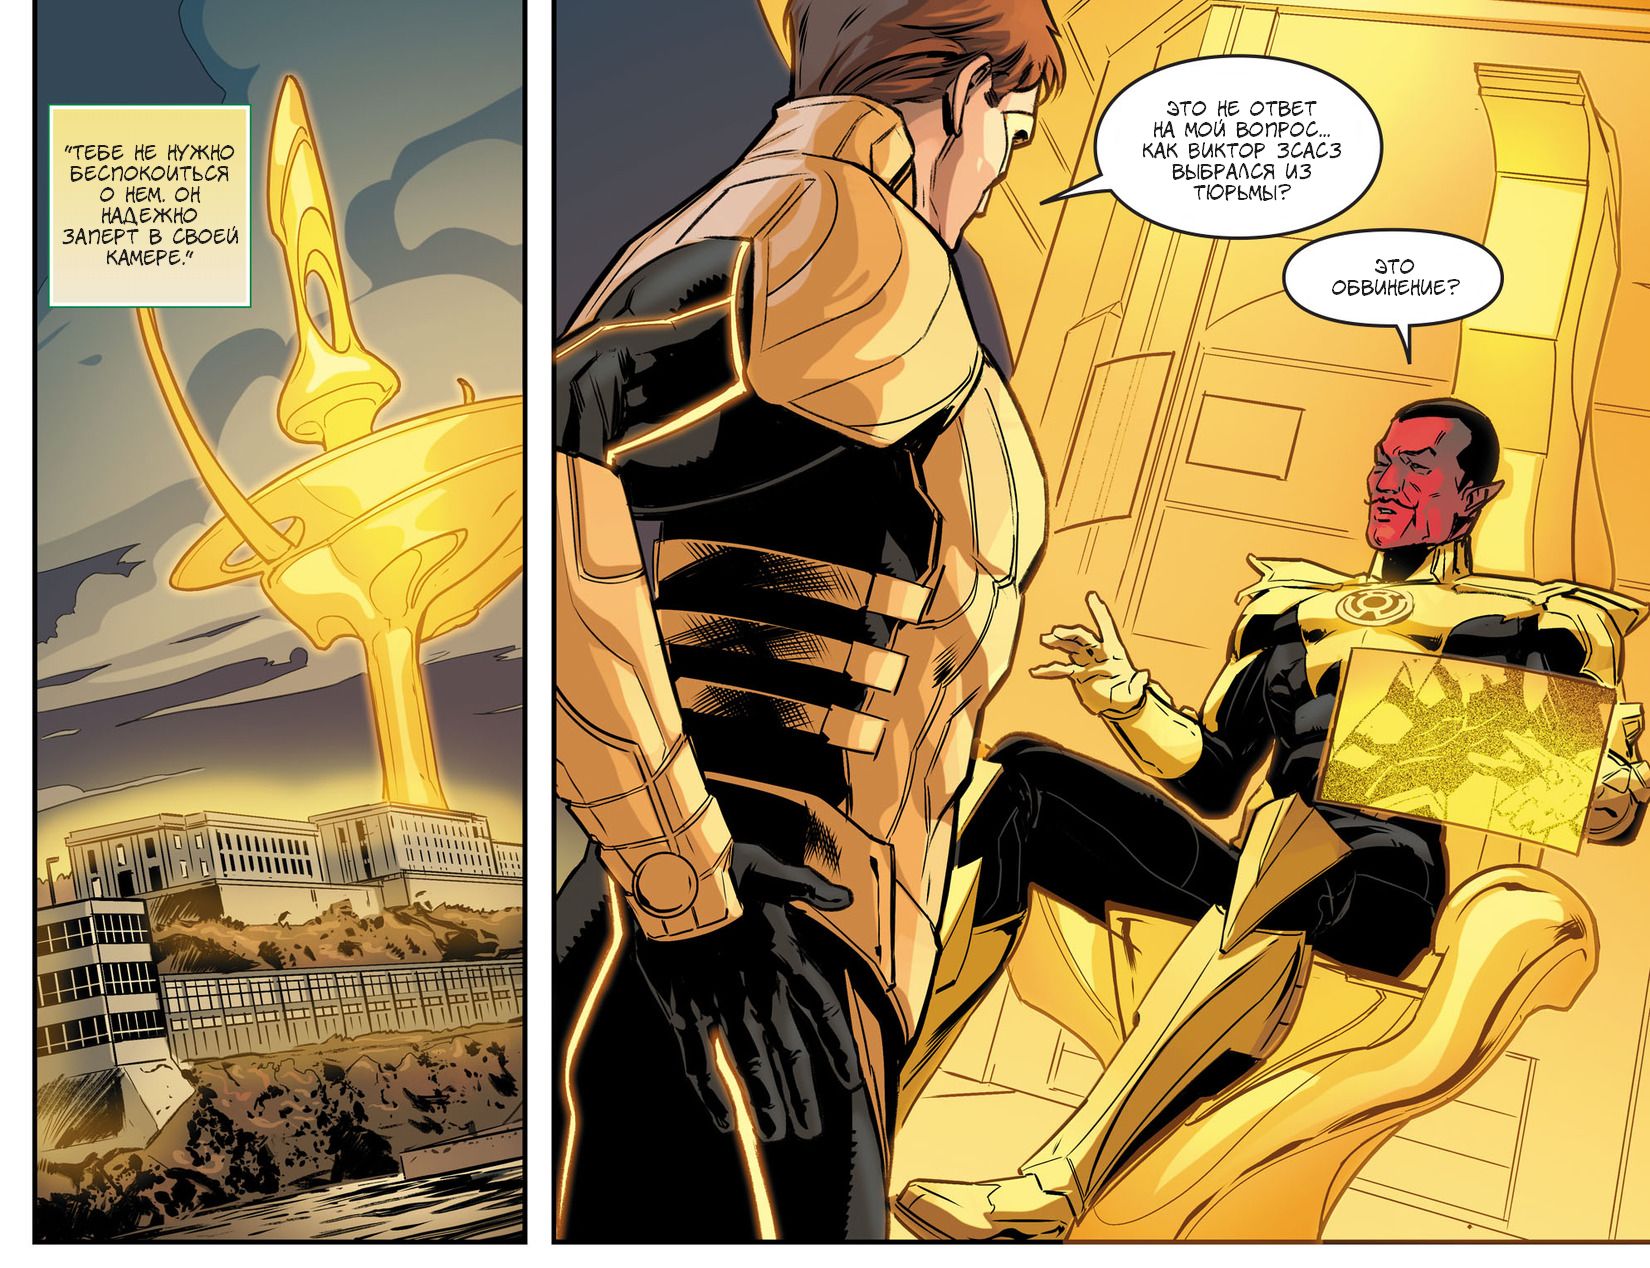 "ТЕБЕ НЕ НУЖНО
БЕСПОКОИТЬСЯ
О НЕМ. ОН
НАДЕЖНО
ЗАПЕРТ В СВОЕЙ
КАМЕРЕ."
ЭТО НЕ ОТВЕТ
НА МОЙ ВОПРОС...
КАК ВИКТОР ЗСАСЗ
ВЫБРАЛСЯ ИЗ
ТЮРЬМЫ?
ЭТО
ОБВИНЕНИЕ?